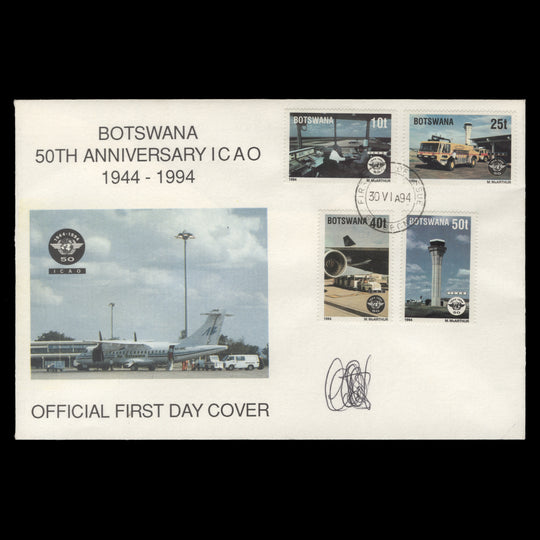 BOTSWANA
50TH ANNIVERSARY I C A O
1944 - 1994
1944-1994
50
ICAO
OFFICIAL FIRST DAY COVER
BOTSWANA 10t
1994 M. McARTHUR
BOTSWANA 25t
1994 M. McARTHUR
30 VI A94
BOTSWANA
40t
1994 M. McARTHUR
BOTSWANA
50t
1994 M. McARTHUR